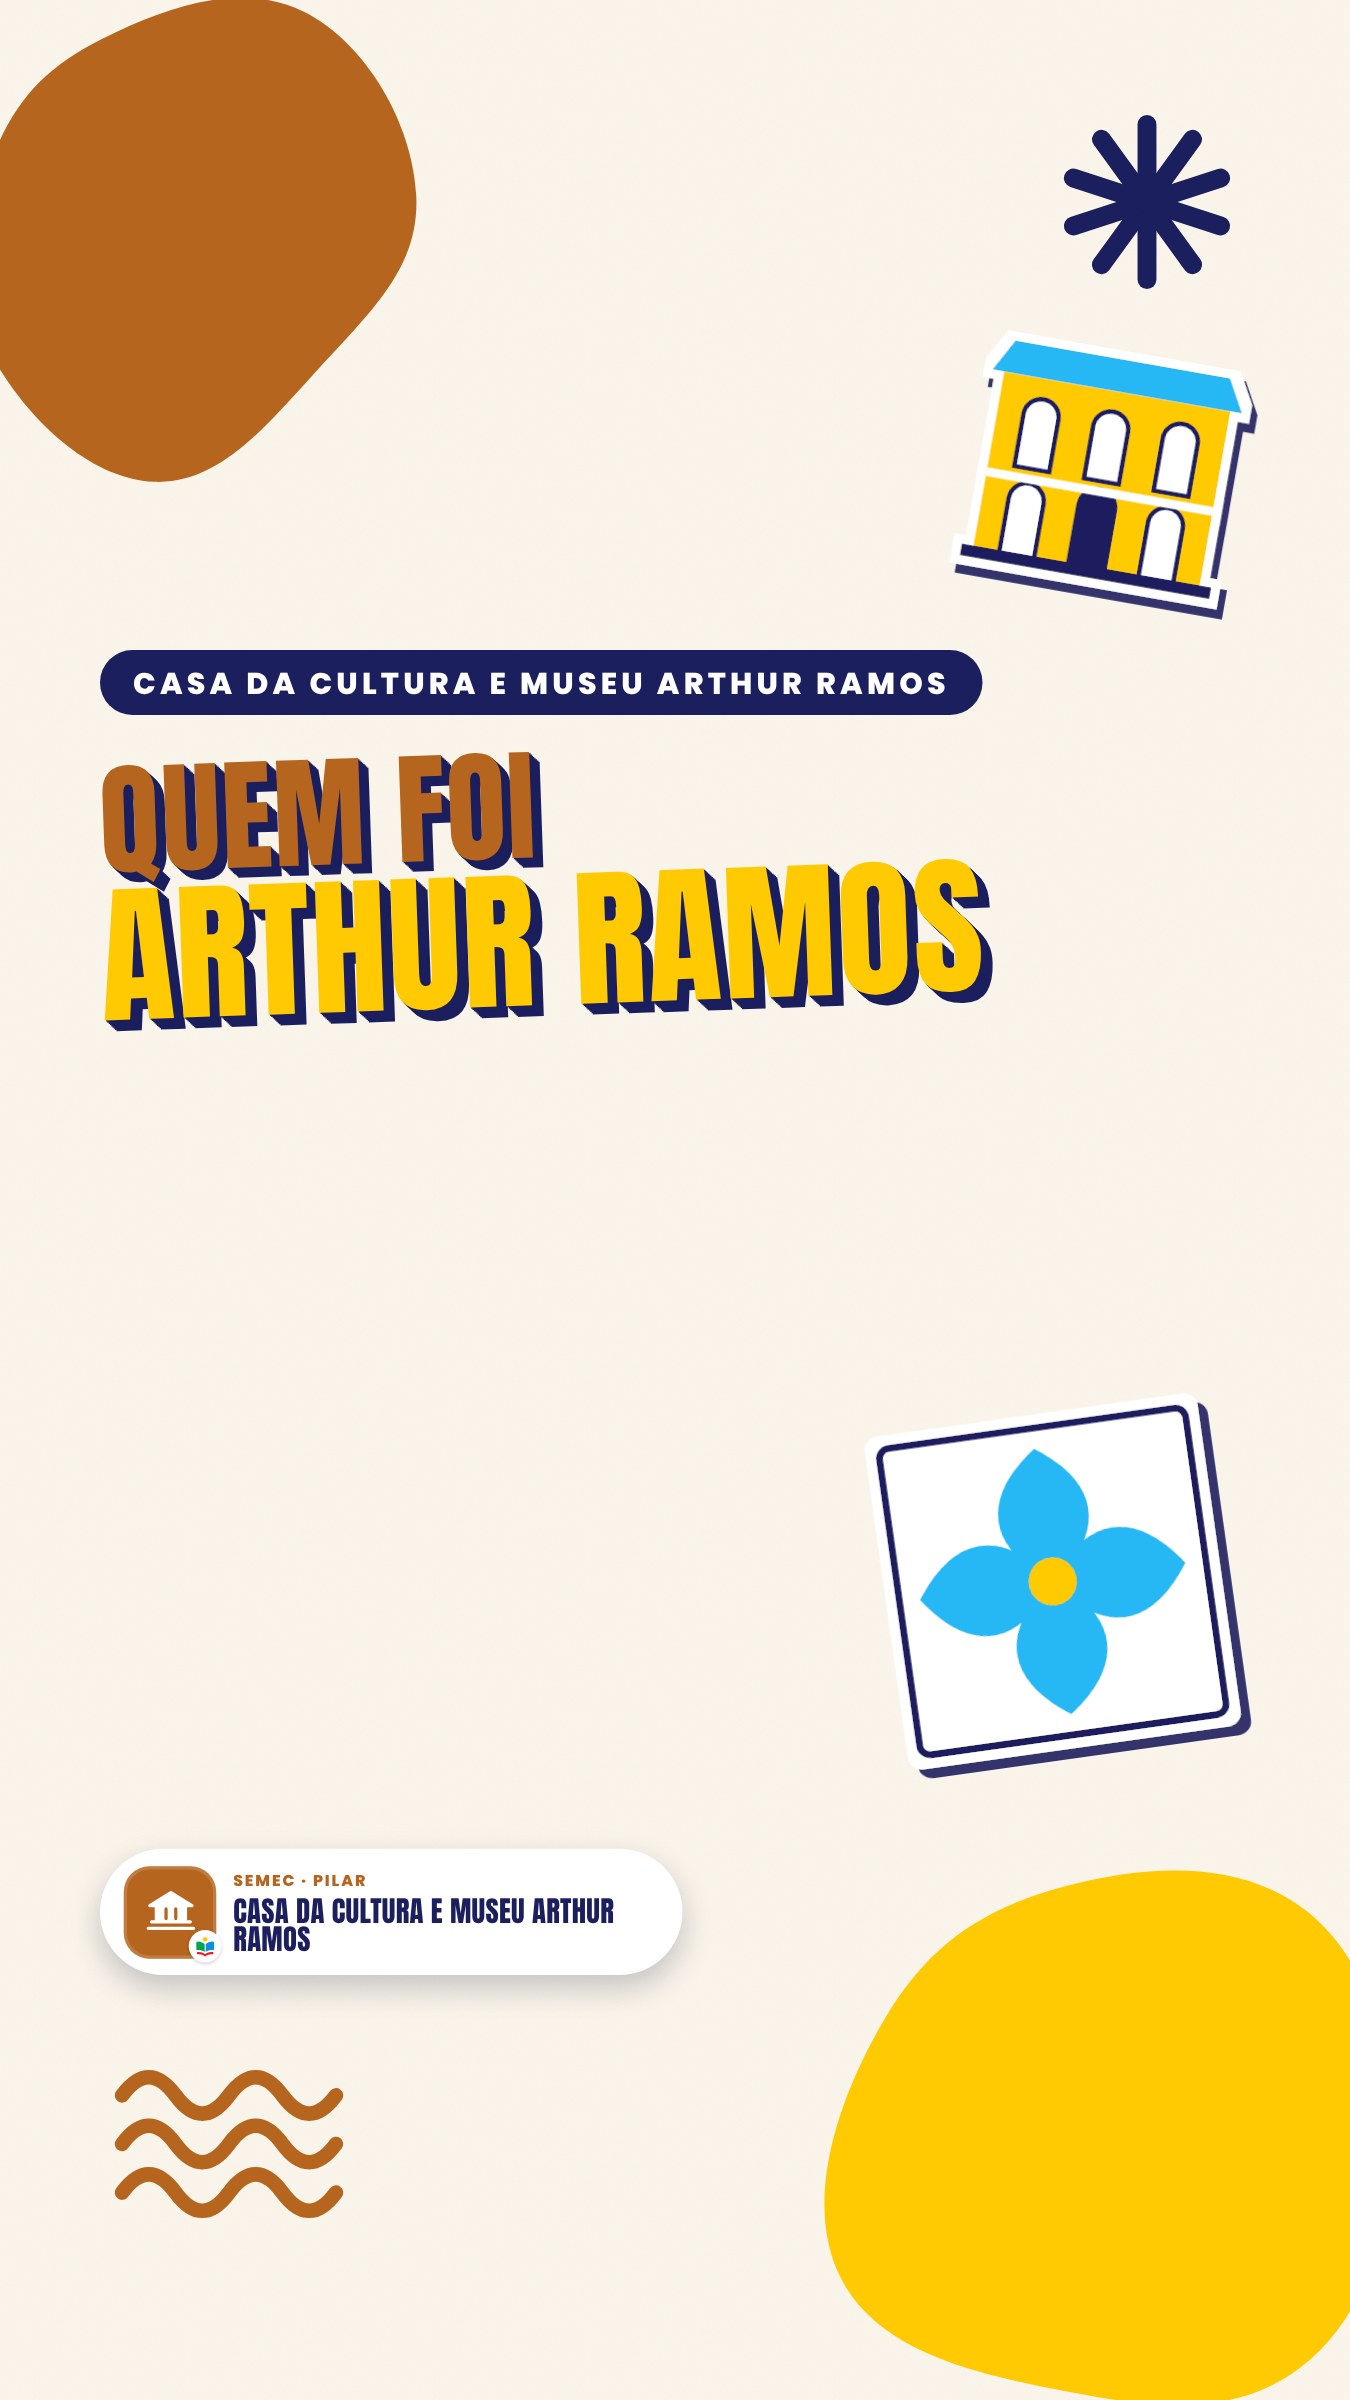 CASA DA CULTURA E MUSEU ARTHUR RAMOS
QUEM FOI
ARTHUR RAMOS
SEMEC · PILAR
CASA DA CULTURA E MUSEU ARTHUR
RAMOS